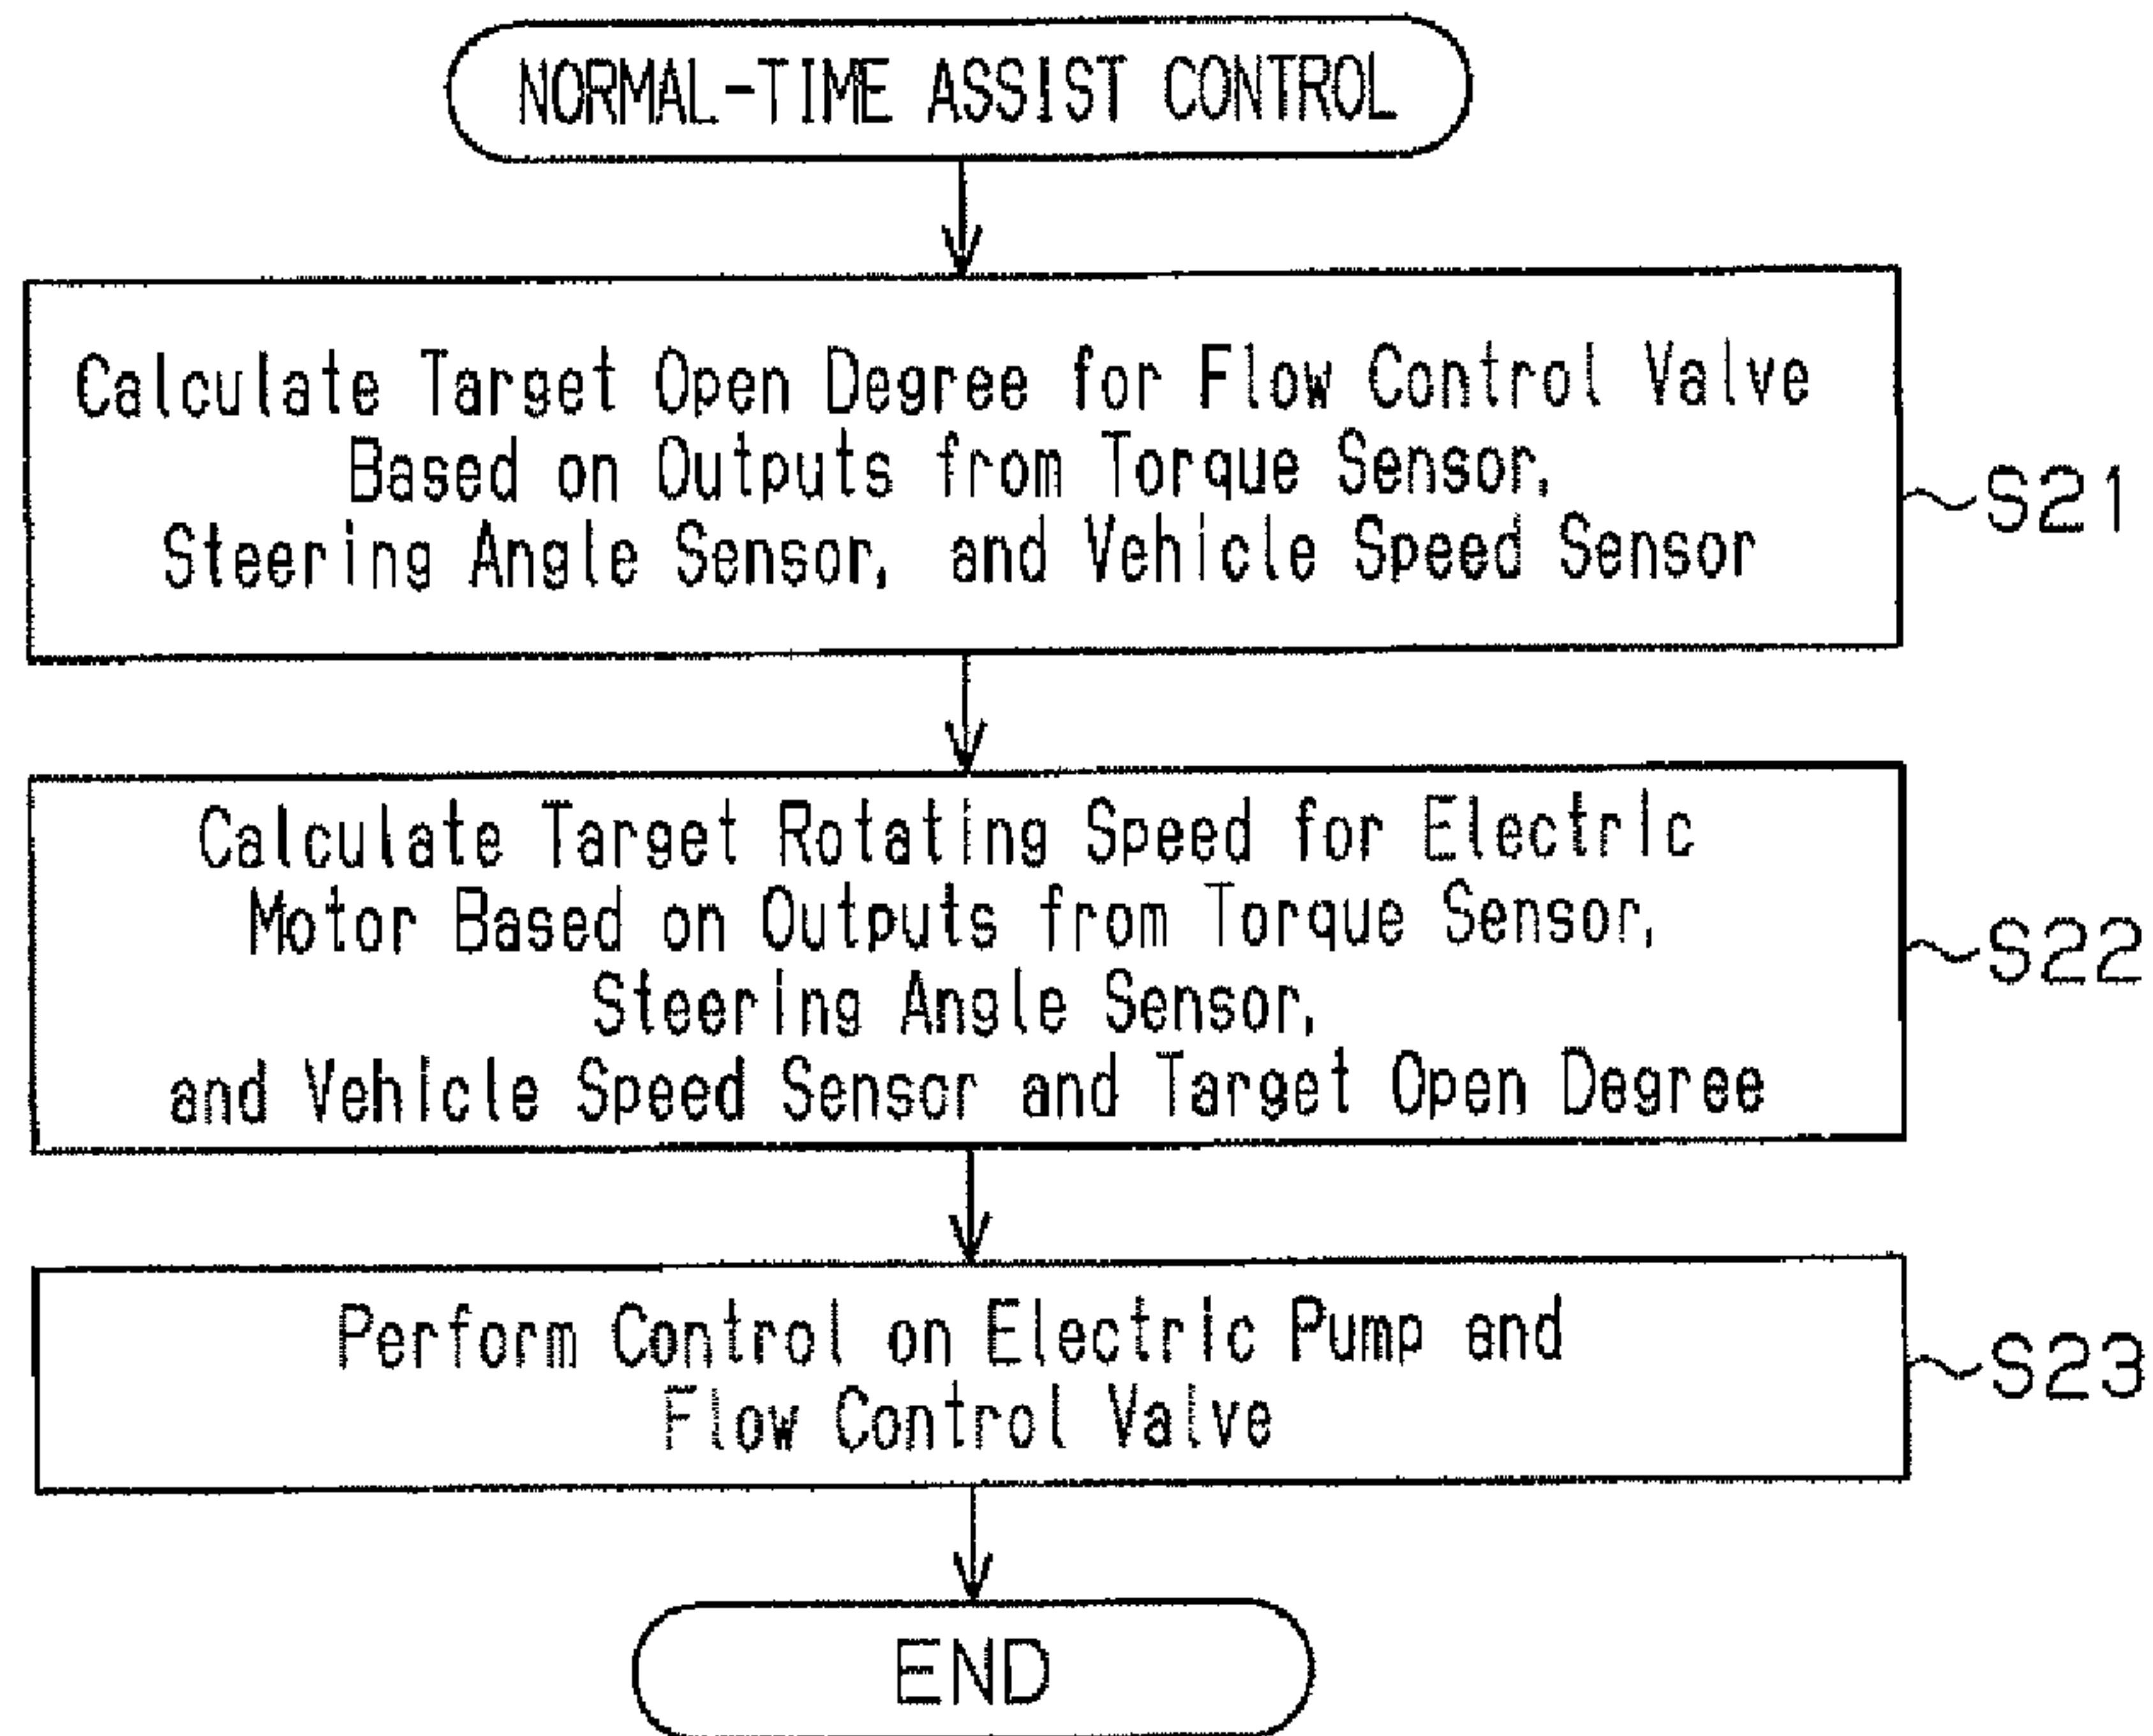 NORMAL-TIME ASSIST CONTROL
Calculate Target Open Degree for Flow Control Valve
Based on Outputs from Torque Sensor,
Steering Angle Sensor, and Vehicle Speed Sensor
S21
Calculate Target Rotating Speed for Electric
Motor Based on Outputs from Torque Sensor,
Steering Angle Sensor,
and Vehicle Speed Sensor and Target Open Degree
S22
Perform Control on Electric Pump and
Flow Control Valve
S23
END